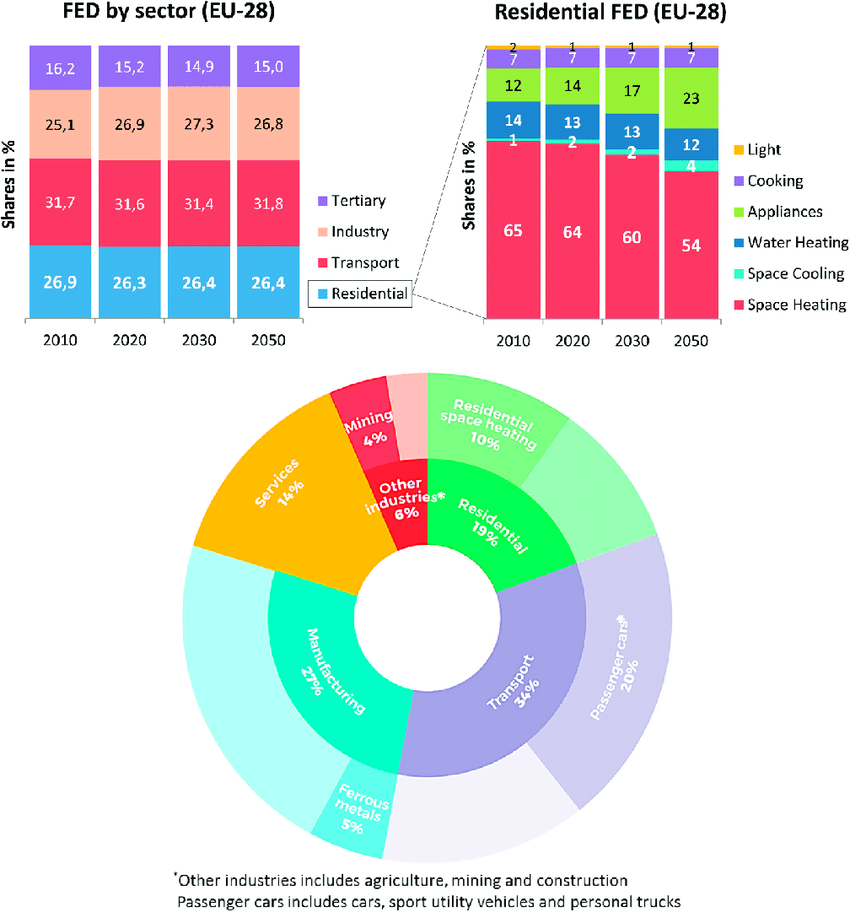 FED by sector (EU-28)
Shares in %
16,2 15,2 14,9 15,0
25,1 26,9 27,3 26,8
31,7 31,6 31,4 31,8
26,9 26,3 26,4 26,4
2010 2020 2030 2050
Tertiary
Industry
Transport
Residential
Residential FED (EU-28)
Shares in %
2 1 1 1
7 7 7 7
12 14 17 23
14 13 13 12
1 2 2 4
65 64 60 54
2010 2020 2030 2050
Light
Cooking
Appliances
Water Heating
Space Cooling
Space Heating
Mining
4%
Residential
space heating
10%
Other
industries*
6%
Residential
19%
Services
14%
Passenger cars*
20%
Transport
34%
Manufacturing
27%
Ferrous
metals
5%
*Other industries includes agriculture, mining and construction
Passenger cars includes cars, sport utility vehicles and personal trucks